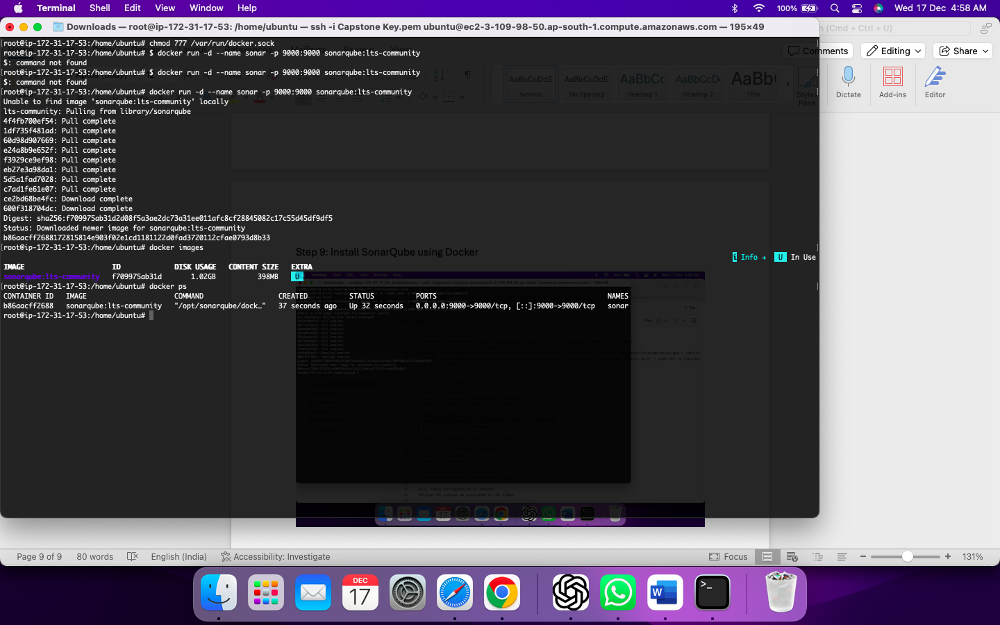 Terminal Shell Edit View Window Help 100% Wed 17 Dec 4:58 AM
Downloads — root@ip-172-31-17-53: /home/ubuntu — ssh -i Capstone Key.pem ubuntu@ec2-3-109-98-50.ap-south-1.compute.amazonaws.com — 195×49
(Cmd + Ctrl + U)
Comments Editing Share
[root@ip-172-31-17-53:/home/ubuntu# chmod 777 /var/run/docker.sock ]
[root@ip-172-31-17-53:/home/ubuntu# $ docker run -d --name sonar -p 9000:9000 sonarqube:lts-community
$: command not found
[root@ip-172-31-17-53:/home/ubuntu# $ docker run -d --name sonar -p 9000:9000 sonarqube:lts-community ]
$: command not found
[root@ip-172-31-17-53:/home/ubuntu# docker run -d --name sonar -p 9000:9000 sonarqube:lts-community ]
Unable to find image 'sonarqube:lts-community' locally
lts-community: Pulling from library/sonarqube
4f4fb700ef54: Pull complete
1df735f481ad: Pull complete
60d98d907669: Pull complete
e24a8b9e652f: Pull complete
f3929ce9ef98: Pull complete
eb27e3a98da1: Pull complete
5d5a1fad7028: Pull complete
c7ad1fe61e07: Pull complete
ce2bd68be4fc: Download complete
600f318704dc: Download complete
Digest: sha256:f709975ab31d2d08f5a3ae2dc73a31ee011afc8cf28845082c17c55d45df9df5
Status: Downloaded newer image for sonarqube:lts-community
b86aacff2688172815814e903f02e1cd1181122d0fad3720112cfae0793d8b33
[root@ip-172-31-17-53:/home/ubuntu# docker images ]
i Info → U In Use
IMAGE ID DISK USAGE CONTENT SIZE EXTRA
sonarqube:lts-community f709975ab31d 1.02GB 398MB U
[root@ip-172-31-17-53:/home/ubuntu# docker ps ]
CONTAINER ID IMAGE COMMAND CREATED STATUS PORTS NAMES
b86aacff2688 sonarqube:lts-community "/opt/sonarqube/dock…" 37 seconds ago Up 32 seconds 0.0.0.0:9000->9000/tcp, [::]:9000->9000/tcp sonar
root@ip-172-31-17-53:/home/ubuntu#
AaBbCcDdE AaBbCcDdE AaBbCc AaBbCcDc AaBb
Normal No Spacing Heading 1 Heading 2 Title
Styles Pane
Dictate Add-ins Editor
Step 9: Install SonarQube using Docker
Page 9 of 9 80 words English (India) Accessibility: Investigate Focus 131%
DEC
17
W
>_